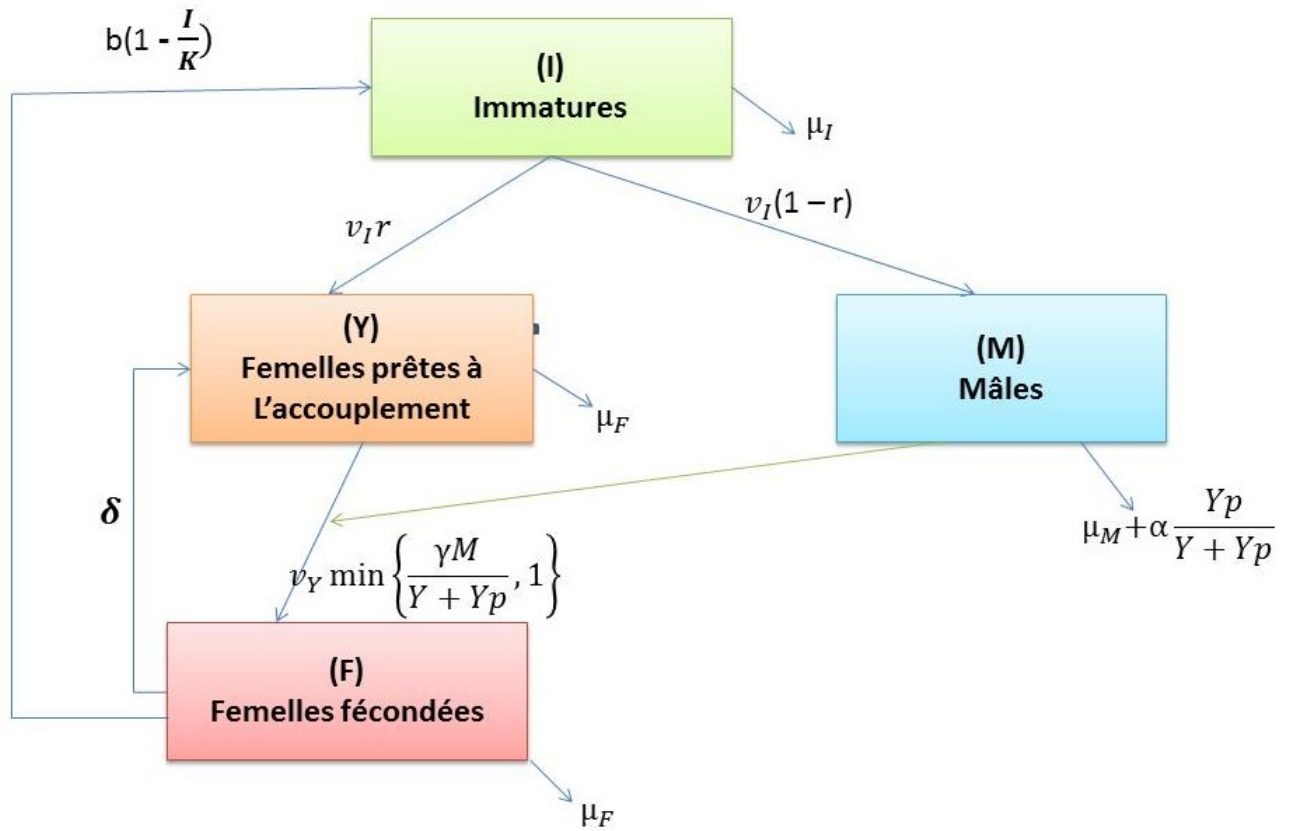 b(1 - I/K)
(I)
Immatures
μ_I
v_I r
v_I(1 – r)
(Y)
Femelles prêtes à
L’accouplement
μ_F
(M)
Mâles
μ_M+α Yp/(Y + Yp)
δ
v_Y min{γM/(Y + Yp), 1}
(F)
Femelles fécondées
μ_F